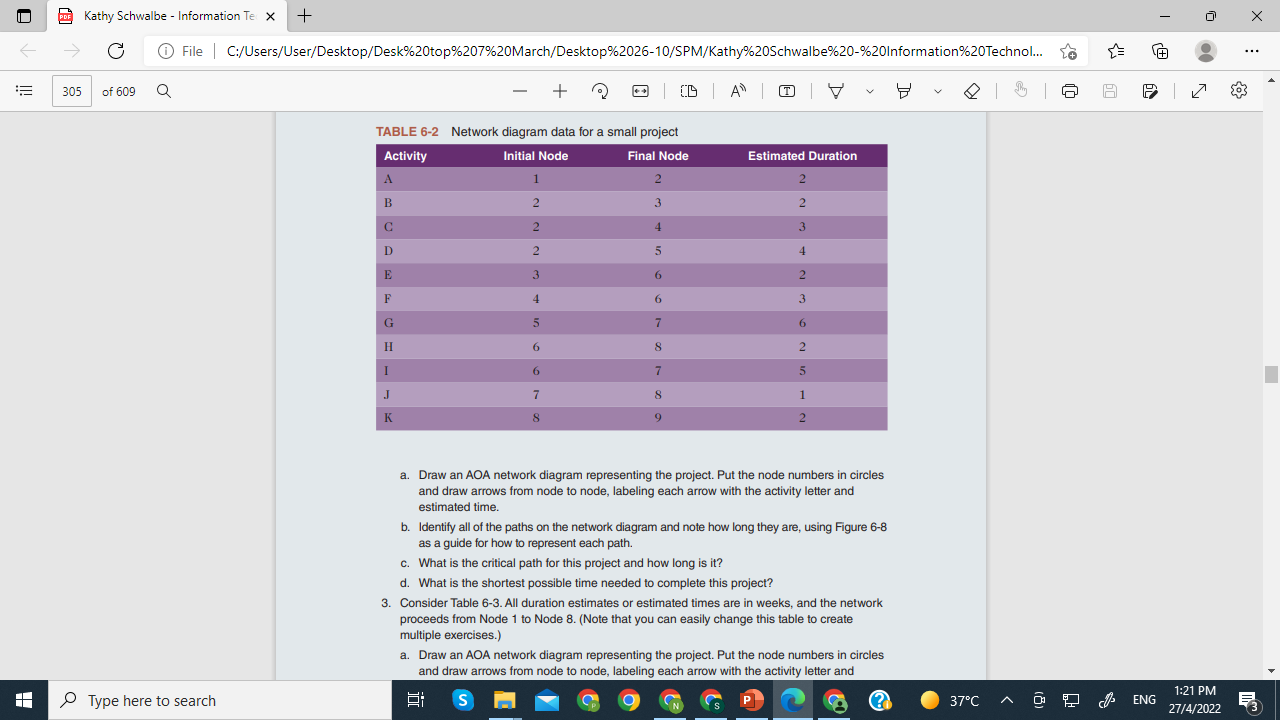 Kathy Schwalbe - Information Te
File
C:/Users/User/Desktop/Desk%20top%207%20March/Desktop%2026-10/SPM/Kathy%20Schwalbe%20-%20Information%20Technol...
305 of 609
TABLE 6-2 Network diagram data for a small project
Activity Initial Node Final Node Estimated Duration
A 1 2 2
B 2 3 2
C 2 4 3
D 2 5 4
E 3 6 2
F 4 6 3
G 5 7 6
H 6 8 2
I 6 7 5
J 7 8 1
K 8 9 2
a. Draw an AOA network diagram representing the project. Put the node numbers in circles
and draw arrows from node to node, labeling each arrow with the activity letter and
estimated time.
b. Identify all of the paths on the network diagram and note how long they are, using Figure 6-8
as a guide for how to represent each path.
c. What is the critical path for this project and how long is it?
d. What is the shortest possible time needed to complete this project?
3. Consider Table 6-3. All duration estimates or estimated times are in weeks, and the network
proceeds from Node 1 to Node 8. (Note that you can easily change this table to create
multiple exercises.)
a. Draw an AOA network diagram representing the project. Put the node numbers in circles
and draw arrows from node to node, labeling each arrow with the activity letter and
Type here to search
37°C
ENG
1:21 PM
27/4/2022
3